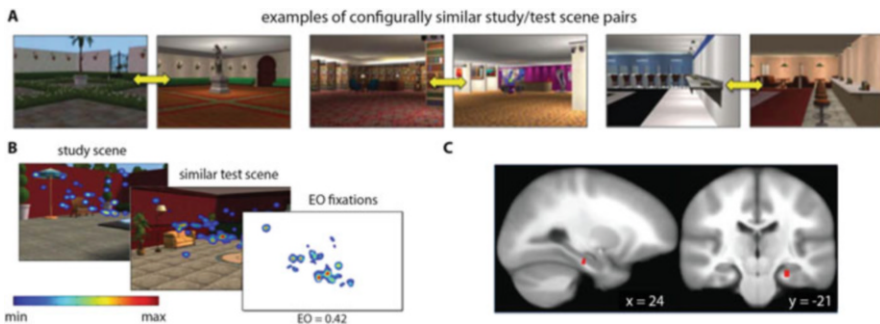 A examples of configurally similar study/test scene pairs
B
study scene
similar test scene
EO fixations
min max
EO = 0.42
C
x = 24
y = -21